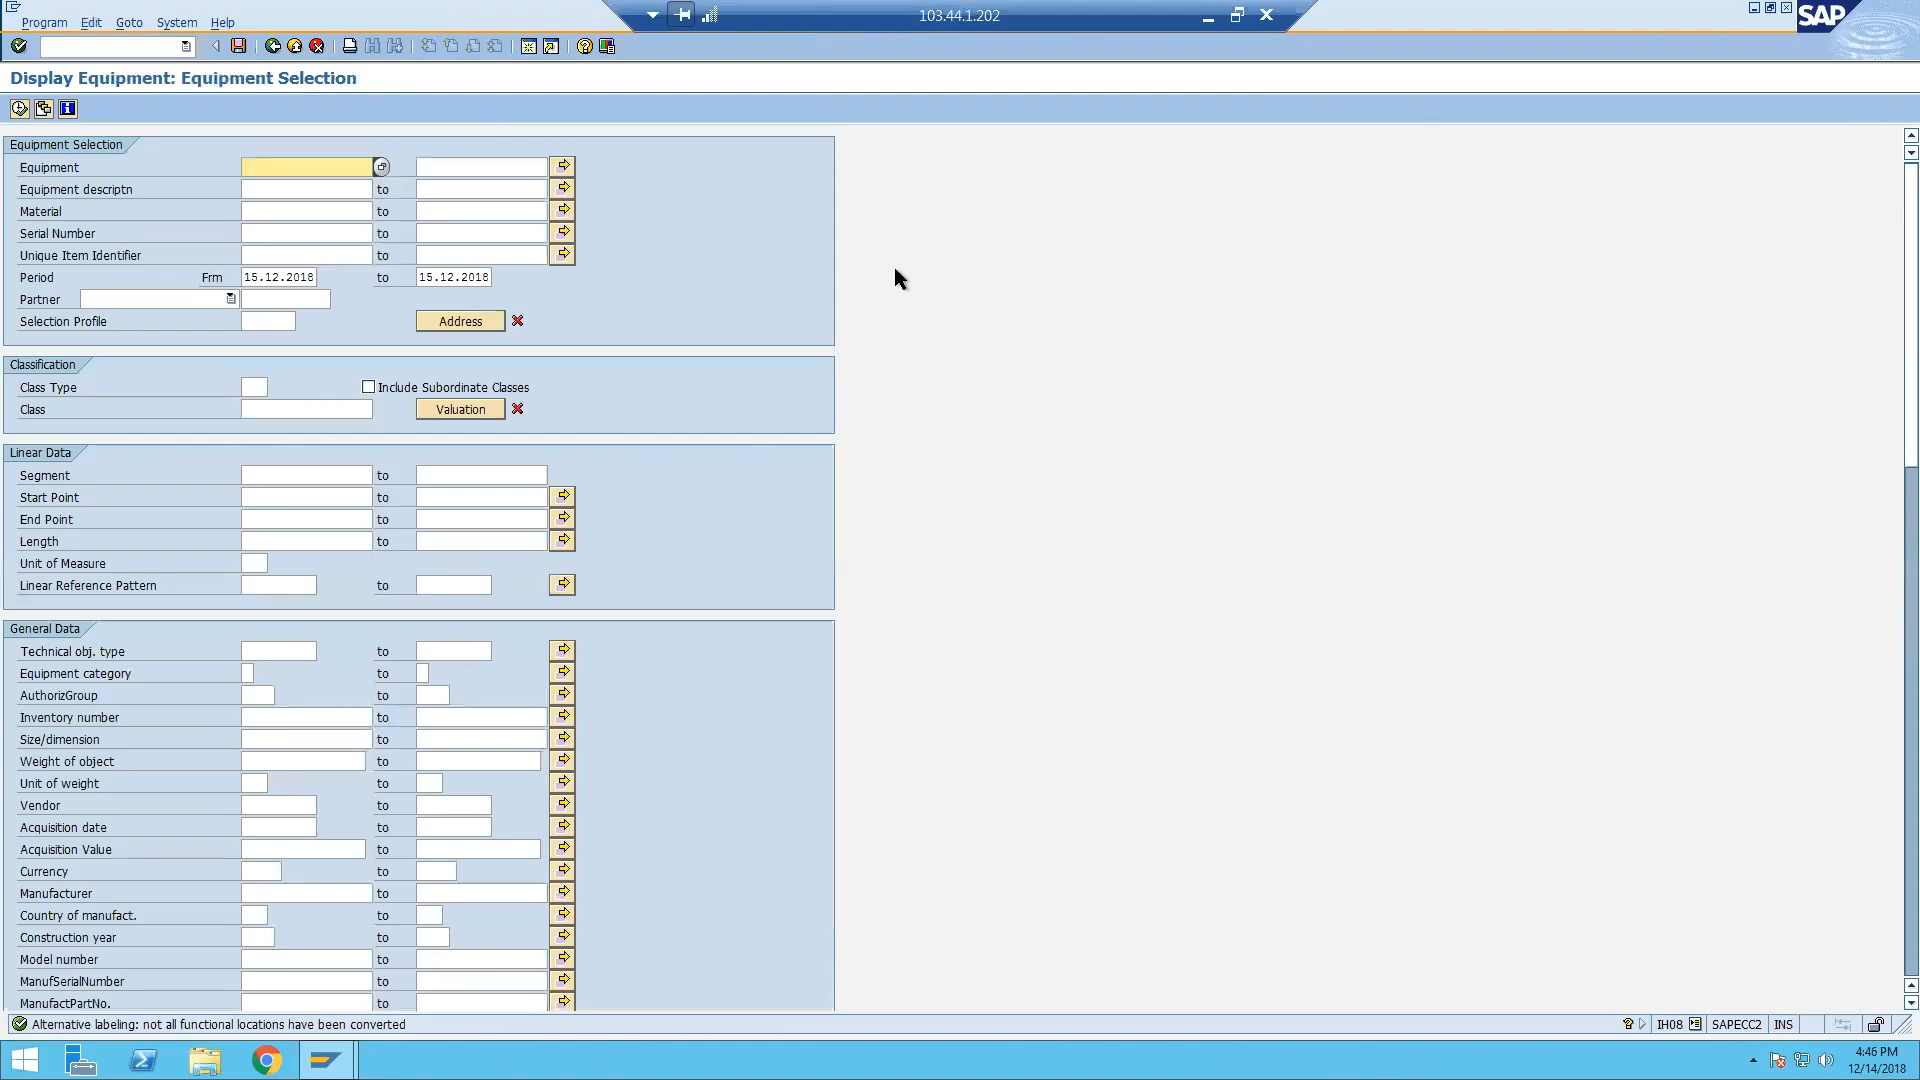 103.44.1.202
Program Edit Goto System Help
SAP
Display Equipment: Equipment Selection
Equipment Selection
Equipment
Equipment descriptn to
Material to
Serial Number to
Unique Item Identifier to
Period Frm 15.12.2018 to 15.12.2018
Partner
Selection Profile Address
Classification
Class Type Include Subordinate Classes
Class Valuation
Linear Data
Segment to
Start Point to
End Point to
Length to
Unit of Measure
Linear Reference Pattern to
General Data
Technical obj. type to
Equipment category to
AuthorizGroup to
Inventory number to
Size/dimension to
Weight of object to
Unit of weight to
Vendor to
Acquisition date to
Acquisition Value to
Currency to
Manufacturer to
Country of manufact. to
Construction year to
Model number to
ManufSerialNumber to
ManufactPartNo. to
Alternative labeling: not all functional locations have been converted
IH08 SAPECC2 INS
4:46 PM
12/14/2018